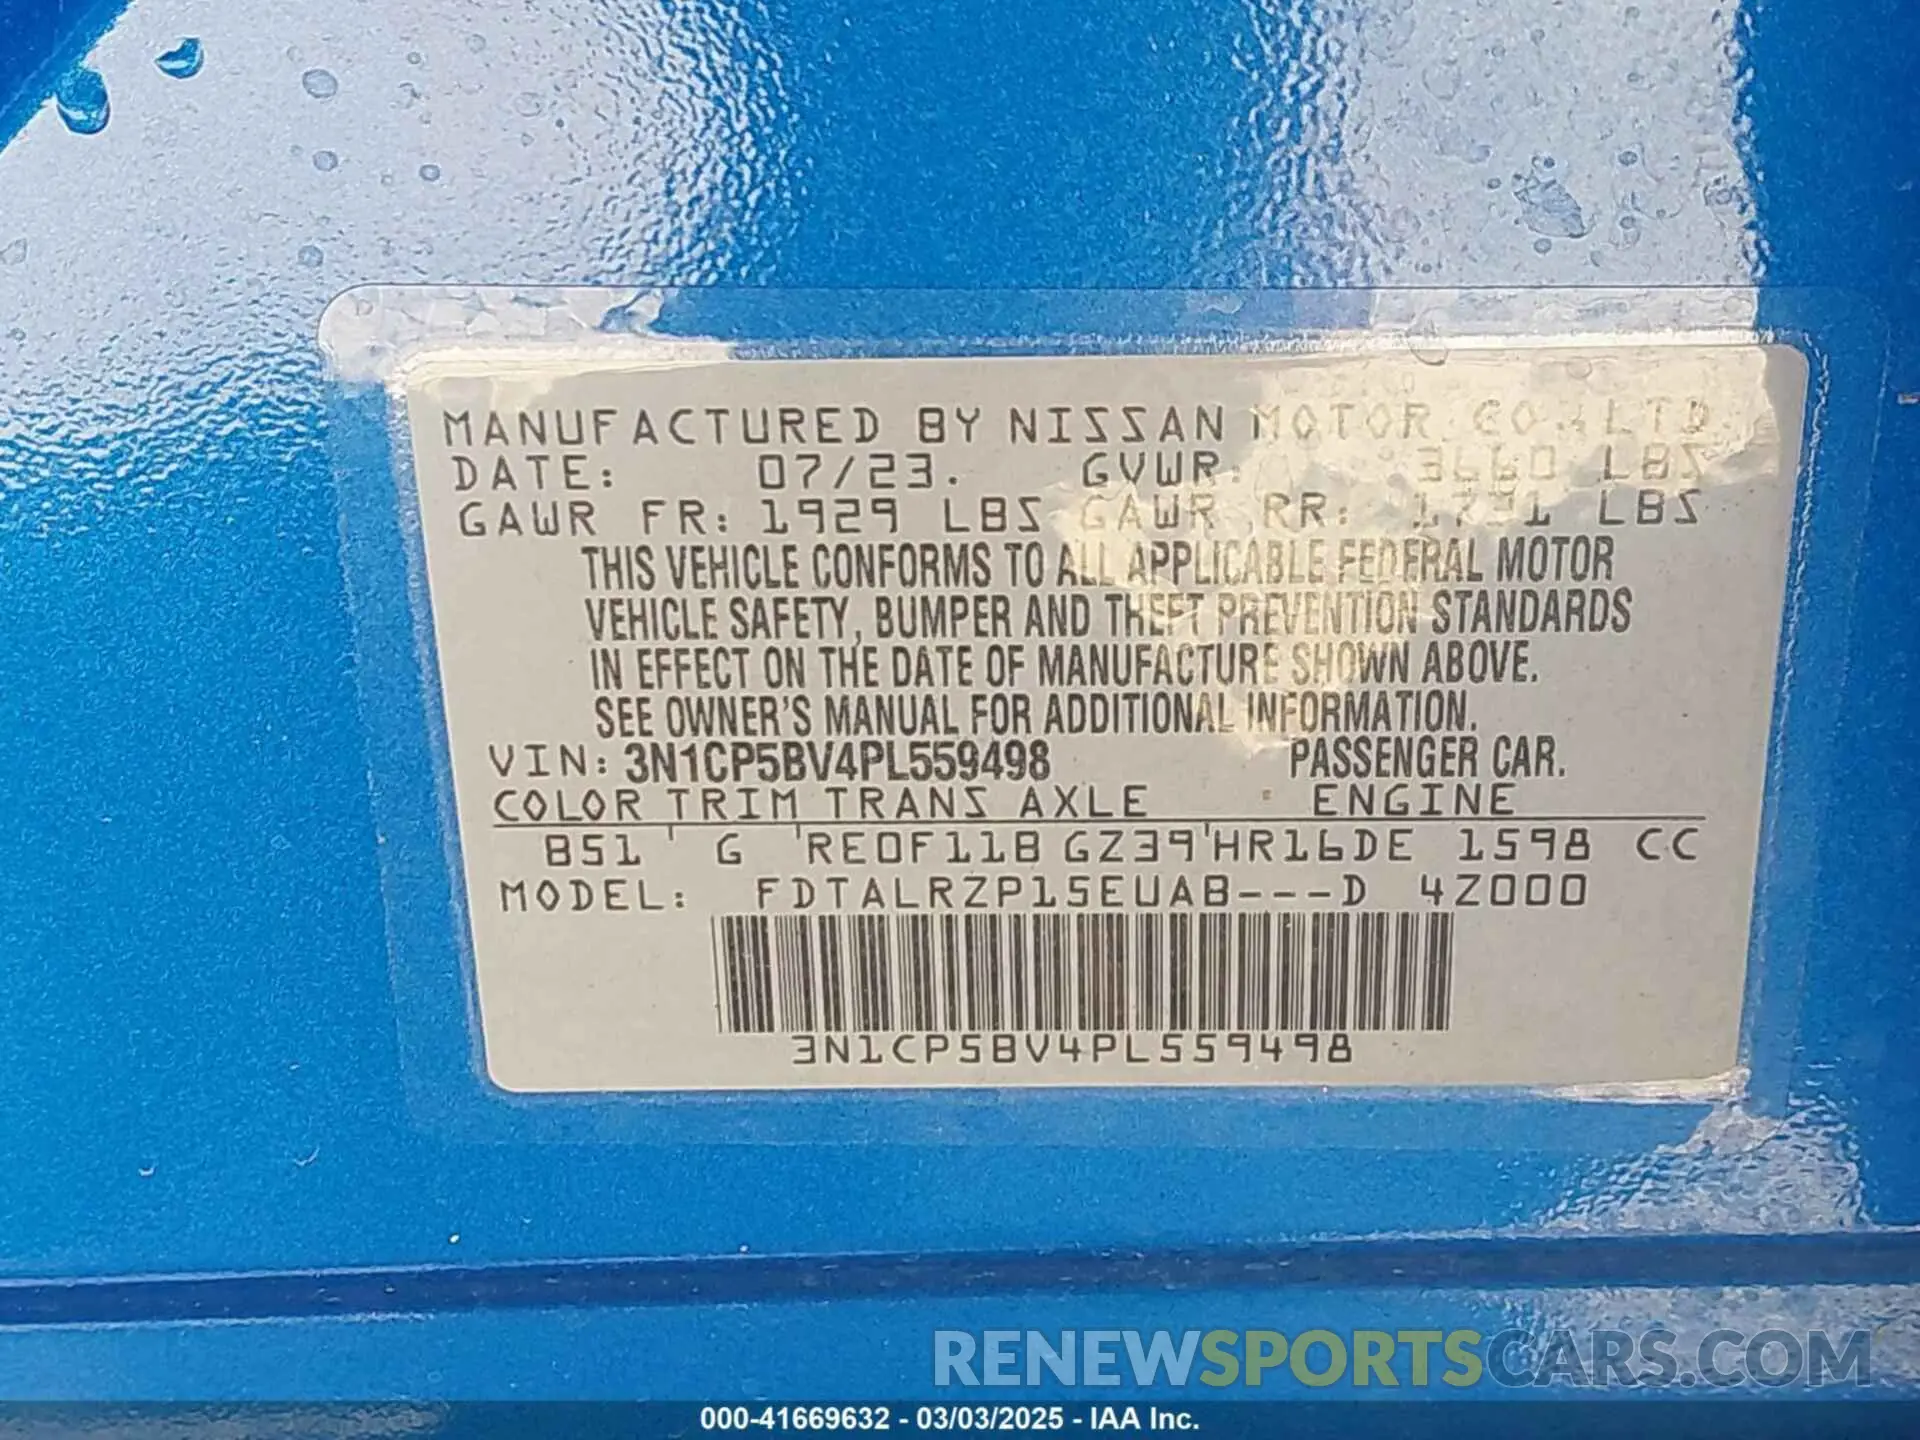 MANUFACTURED BY NISSAN MOTOR CO., LTD.
DATE: 07/23. GVWR: 3660 LBS
GAWR FR: 1929 LBS GAWR RR: 1731 LBS
THIS VEHICLE CONFORMS TO ALL APPLICABLE FEDERAL MOTOR
VEHICLE SAFETY, BUMPER AND THEFT PREVENTION STANDARDS
IN EFFECT ON THE DATE OF MANUFACTURE SHOWN ABOVE.
SEE OWNER'S MANUAL FOR ADDITIONAL INFORMATION.
VIN: 3N1CP5BV4PL559498 PASSENGER CAR.
COLOR TRIM TRANS AXLE ENGINE
B51 G RE0F11B GZ39 HR16DE 1598 CC
MODEL: FDTALRZP15EUAB---D 4Z000
3N1CP5BV4PL559498
RENEWSPORTSCARS.COM
000-41669632 - 03/03/2025 - IAA Inc.